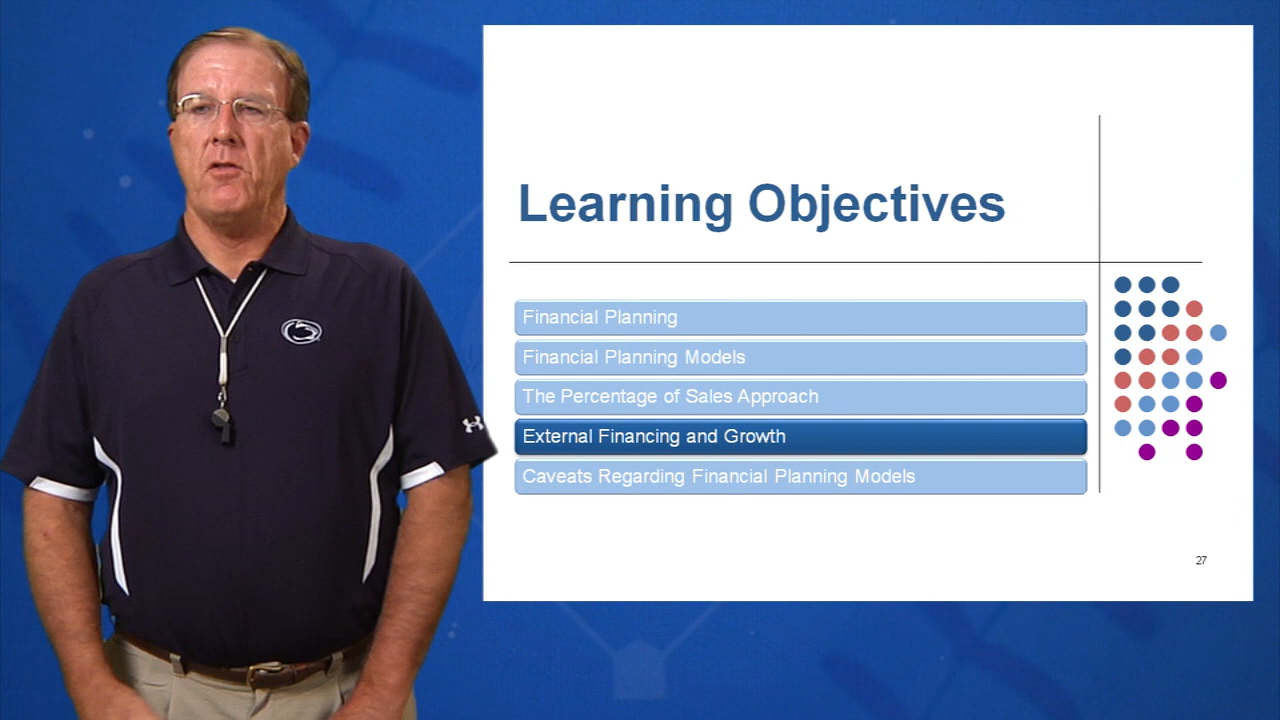 Learning Objectives
Financial Planning
Financial Planning Models
The Percentage of Sales Approach
External Financing and Growth
Caveats Regarding Financial Planning Models
27